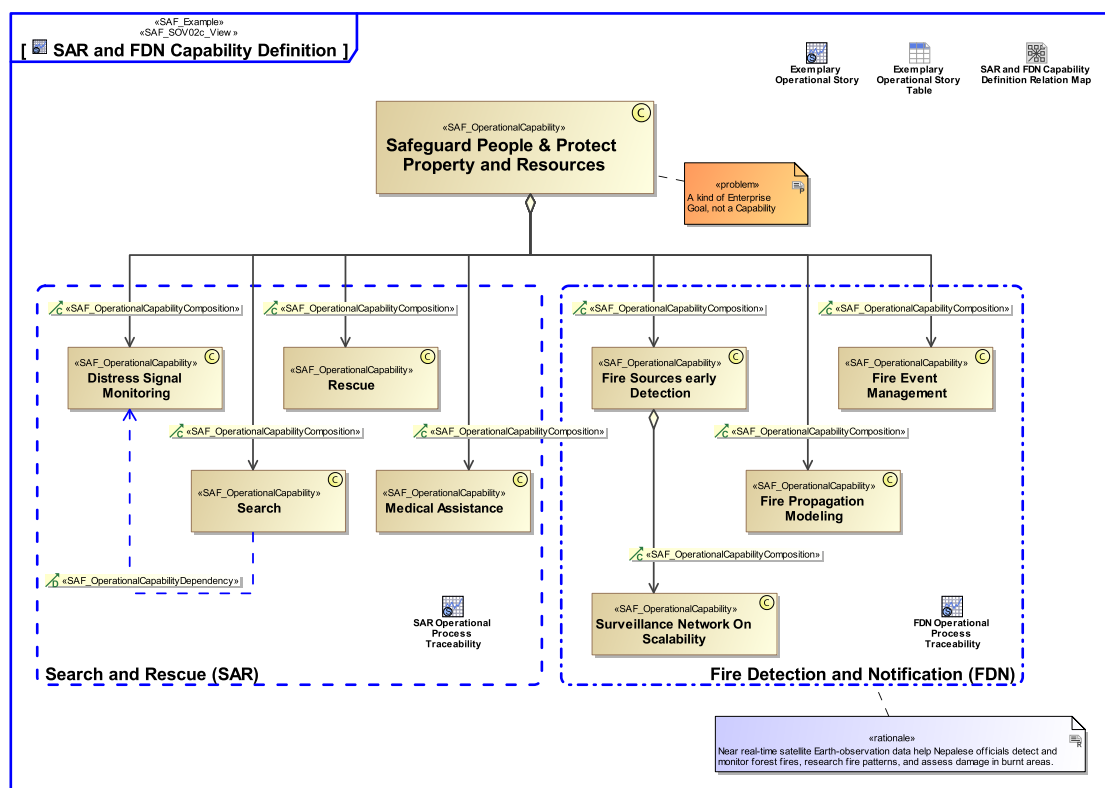 «SAF_Example»
«SAF_SOV02c_View»
[ SAR and FDN Capability Definition ]
Exemplary
Operational Story
Exemplary
Operational Story
Table
SAR and FDN Capability
Definition Relation Map
«SAF_OperationalCapability»
Safeguard People & Protect
Property and Resources
C
«problem»
A kind of Enterprise
Goal, not a Capability
P
C «SAF_OperationalCapabilityComposition»
C «SAF_OperationalCapabilityComposition»
C «SAF_OperationalCapabilityComposition»
C «SAF_OperationalCapabilityComposition»
«SAF_OperationalCapability»
Distress Signal
Monitoring
C
«SAF_OperationalCapability»
Rescue
C
«SAF_OperationalCapability»
Fire Sources early
Detection
C
«SAF_OperationalCapability»
Fire Event
Management
C
C «SAF_OperationalCapabilityComposition»
C «SAF_OperationalCapabilityComposition»
C «SAF_OperationalCapabilityComposition»
«SAF_OperationalCapability»
Search
C
«SAF_OperationalCapability»
Medical Assistance
C
«SAF_OperationalCapability»
Fire Propagation
Modeling
C
C «SAF_OperationalCapabilityComposition»
D «SAF_OperationalCapabilityDependency»
SAR Operational
Process
Traceability
«SAF_OperationalCapability»
Surveillance Network On
Scalability
C
FDN Operational
Process
Traceability
Search and Rescue (SAR)
Fire Detection and Notification (FDN)
«rationale»
Near real-time satellite Earth-observation data help Nepalese officials detect and
monitor forest fires, research fire patterns, and assess damage in burnt areas.
R